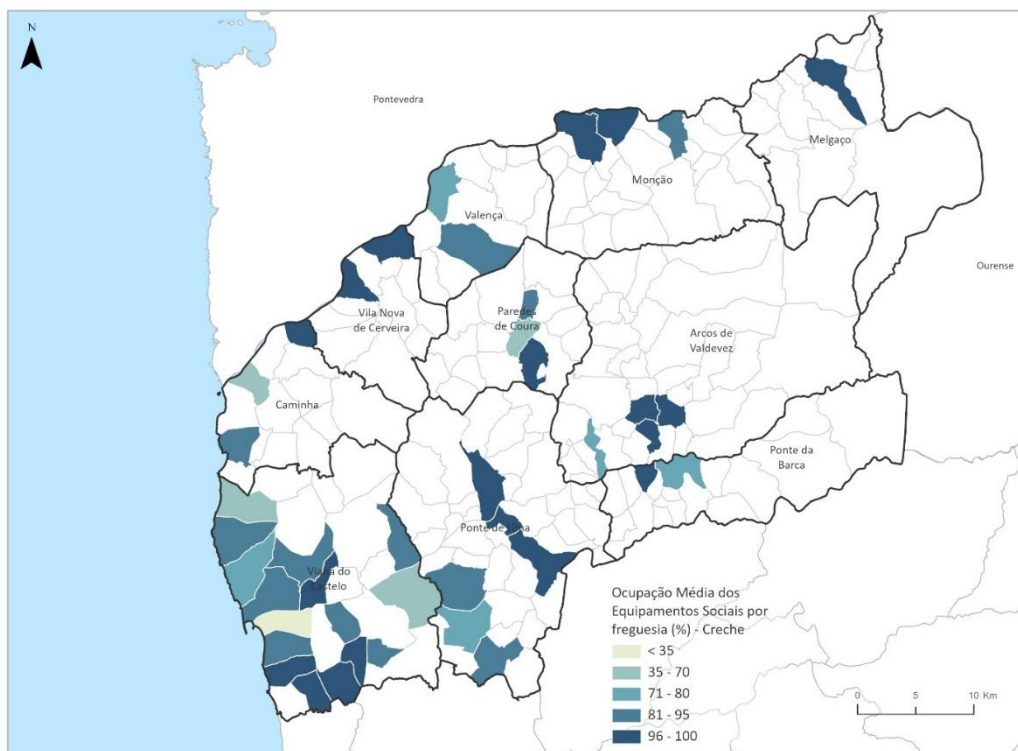 N
Pontevedra
Melgaço
Monção
Valença
Ourense
Vila Nova
de Cerveira
Paredes
de Coura
Arcos de
Valdevez
Caminha
Ponte da
Barca
Ponte de Lima
Viana do
Castelo
Ocupação Média dos
Equipamentos Sociais por
freguesia (%) - Creche
< 35
35 - 70
71 - 80
81 - 95
96 - 100
0 5 10 Km